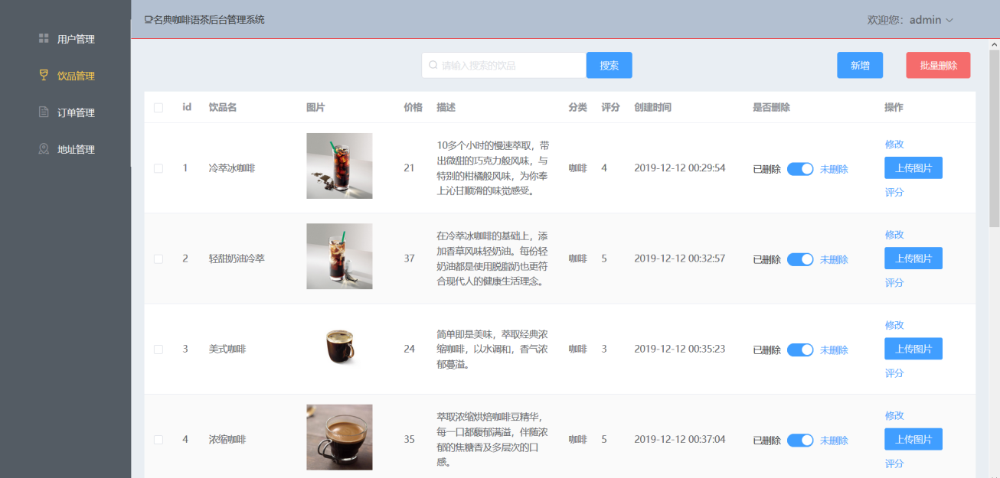 名典咖啡语茶后台管理系统
欢迎您：admin
用户管理
饮品管理
订单管理
地址管理
请输入搜索的饮品
搜索
新增
批量删除
id 饮品名 图片 价格 描述 分类 评分 创建时间 是否删除 操作
1 冷萃冰咖啡 21
10多个小时的慢速萃取，带
出微甜的巧克力般风味，与
特别的柑橘般风味，为你奉
上沁甘顺滑的味觉感受。
咖啡 4 2019-12-12 00:29:54 已删除 未删除
修改
上传图片
评分
2 轻甜奶油冷萃 37
在冷萃冰咖啡的基础上，添
加香草风味轻奶油。每份轻
奶油都是使用脱脂奶也更符
合现代人的健康生活理念。
咖啡 5 2019-12-12 00:32:57 已删除 未删除
修改
上传图片
评分
3 美式咖啡 24
简单即是美味，萃取经典浓
缩咖啡，以水调和，香气浓
郁蔓溢。
咖啡 3 2019-12-12 00:35:23 已删除 未删除
修改
上传图片
评分
4 浓缩咖啡 35
萃取浓缩烘焙咖啡豆精华，
每一口都馥郁满溢，伴随浓
郁的焦糖香及多层次的口
感。
咖啡 5 2019-12-12 00:37:04 已删除 未删除
修改
上传图片
评分